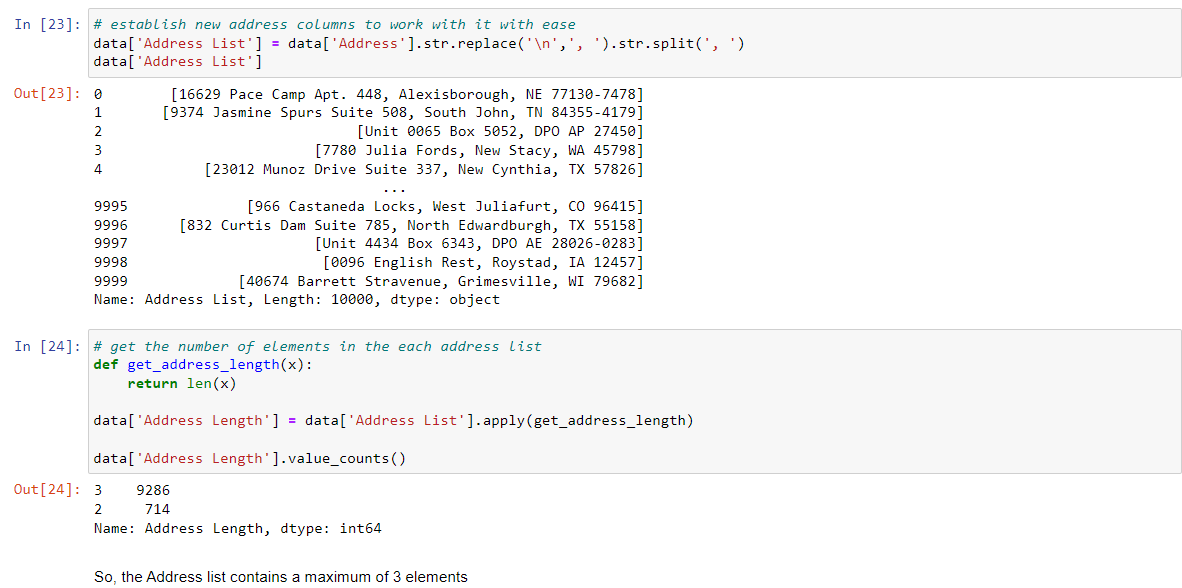 In [23]: # establish new address columns to work with it with ease
data['Address List'] = data['Address'].str.replace('\n',', ').str.split(', ')
data['Address List']
Out[23]: 0        [16629 Pace Camp Apt. 448, Alexisborough, NE 77130-7478]
1       [9374 Jasmine Spurs Suite 508, South John, TN 84355-4179]
2                              [Unit 0065 Box 5052, DPO AP 27450]
3                         [7780 Julia Fords, New Stacy, WA 45798]
4            [23012 Munoz Drive Suite 337, New Cynthia, TX 57826]
...
9995              [966 Castaneda Locks, West Juliafurt, CO 96415]
9996      [832 Curtis Dam Suite 785, North Edwardburgh, TX 55158]
9997                      [Unit 4434 Box 6343, DPO AE 28026-0283]
9998                       [0096 English Rest, Roystad, IA 12457]
9999             [40674 Barrett Stravenue, Grimesville, WI 79682]
Name: Address List, Length: 10000, dtype: object
In [24]: # get the number of elements in the each address list
def get_address_length(x):
    return len(x)
data['Address Length'] = data['Address List'].apply(get_address_length)
data['Address Length'].value_counts()
Out[24]: 3    9286
2     714
Name: Address Length, dtype: int64
So, the Address list contains a maximum of 3 elements